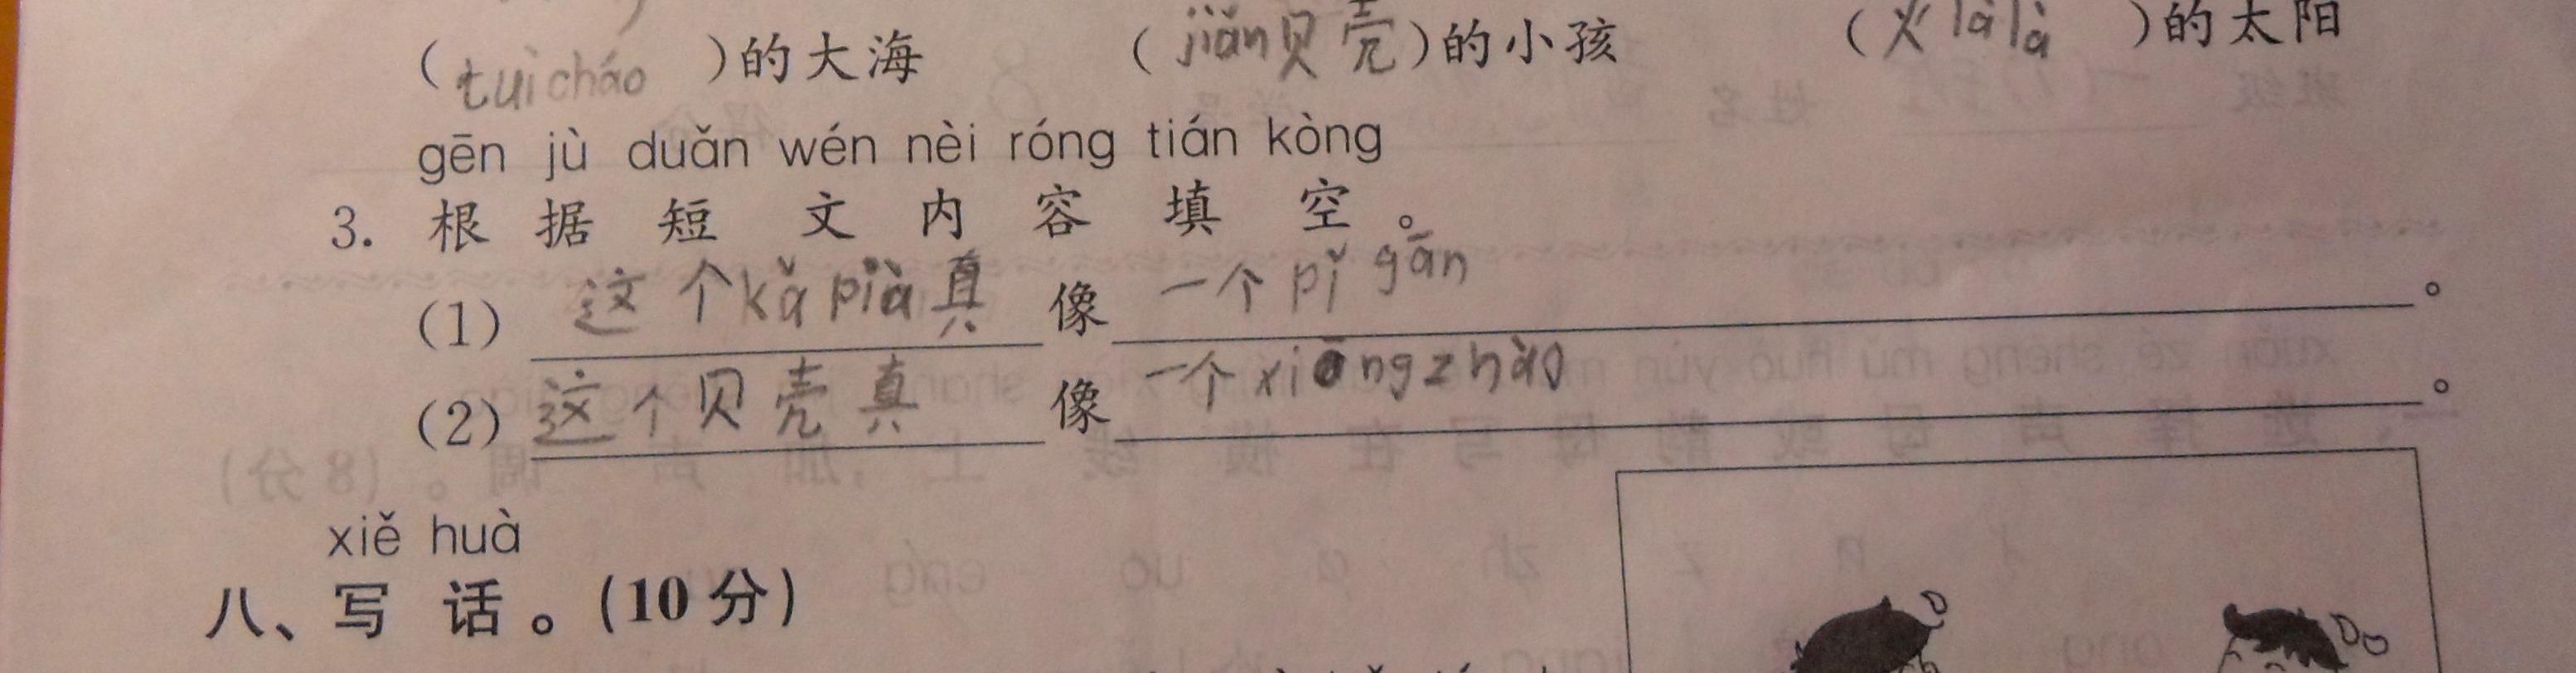 (tuìcháo)的大海 (jiǎn贝壳)的小孩 (火làlà)的太阳
gēn jù duǎn wén nèi róng tián kòng
3. 根据短文内容填空。
(1) 这个kǎpià真像一个pǐgān。
(2) 这个贝壳真像一个xiāngzhào。
xiě huà
八、写话。(10分)